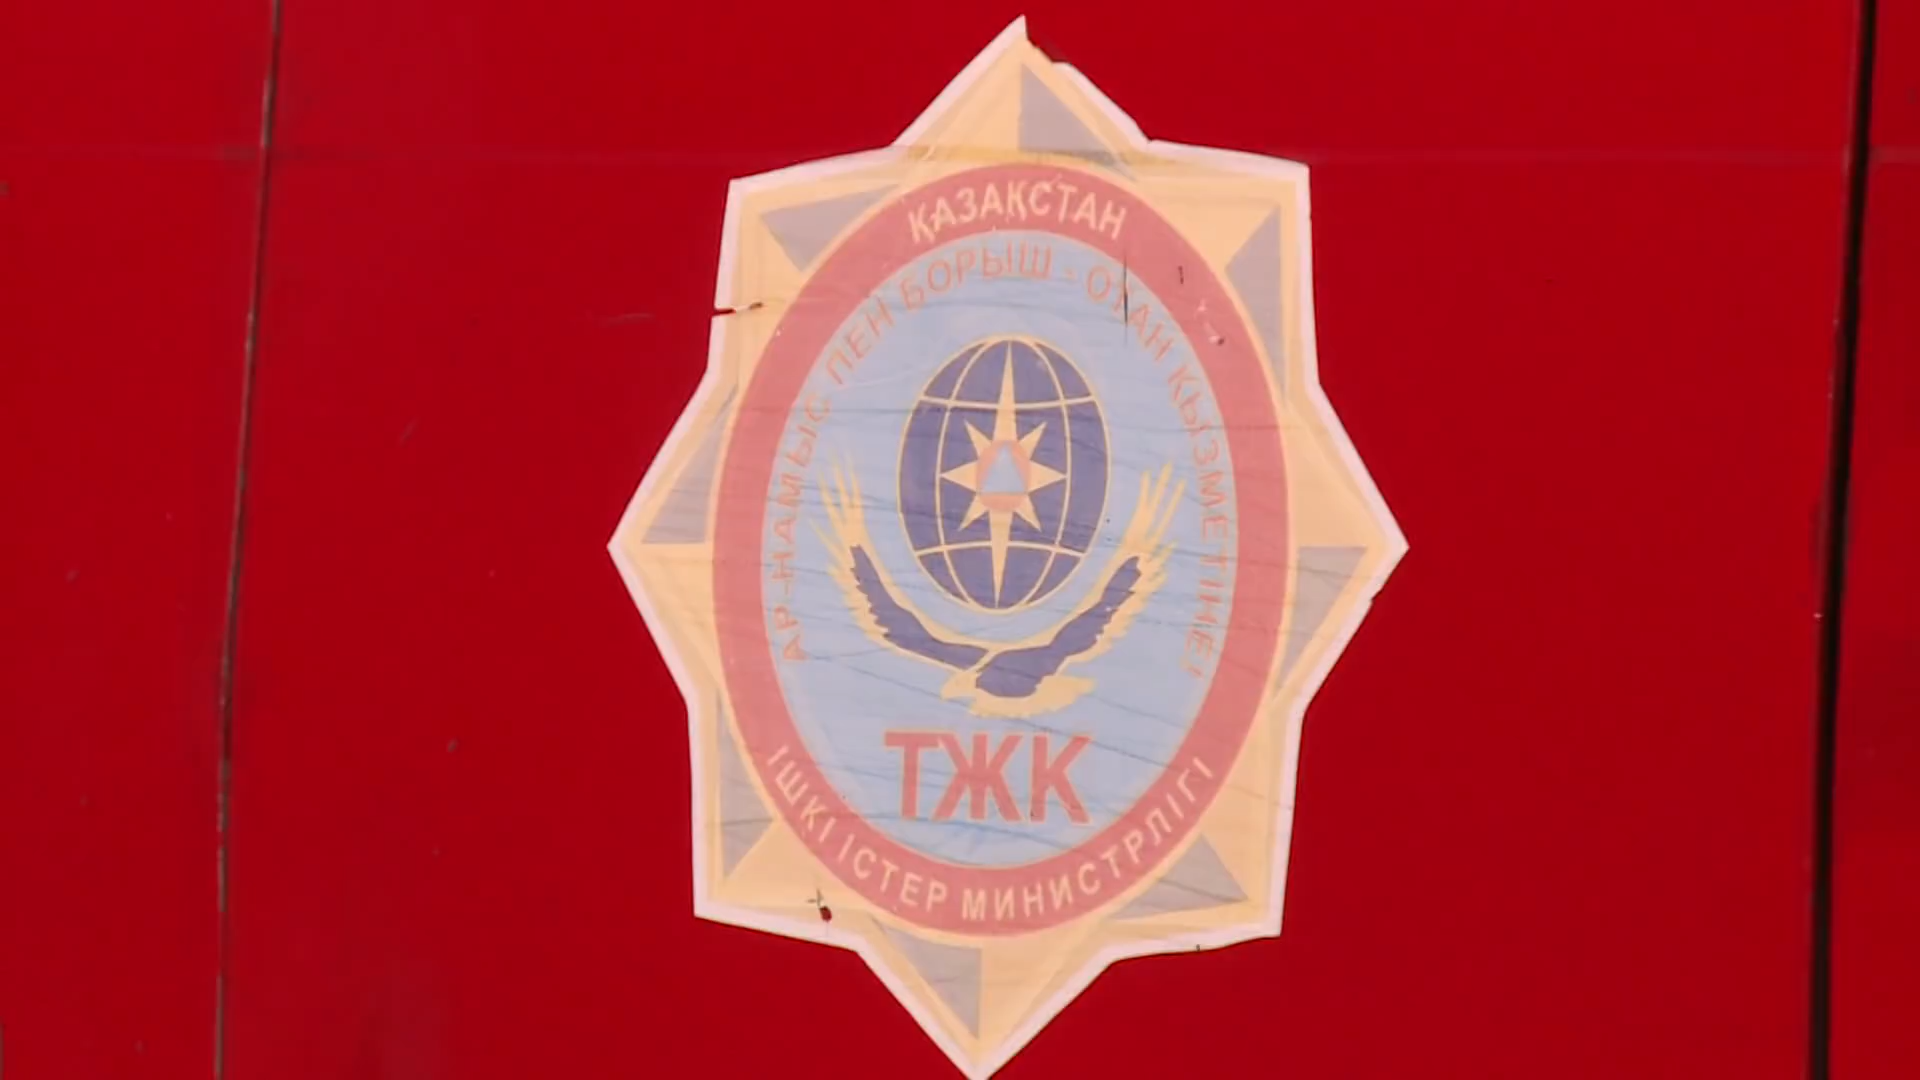 ҚАЗАҚСТАН
АР-НАМЫС ПЕН БОРЫШ - ОТАН ҚЫЗМЕТІНЕ!
ТЖК
ІШКІ ІСТЕР МИНИСТРЛІГІ